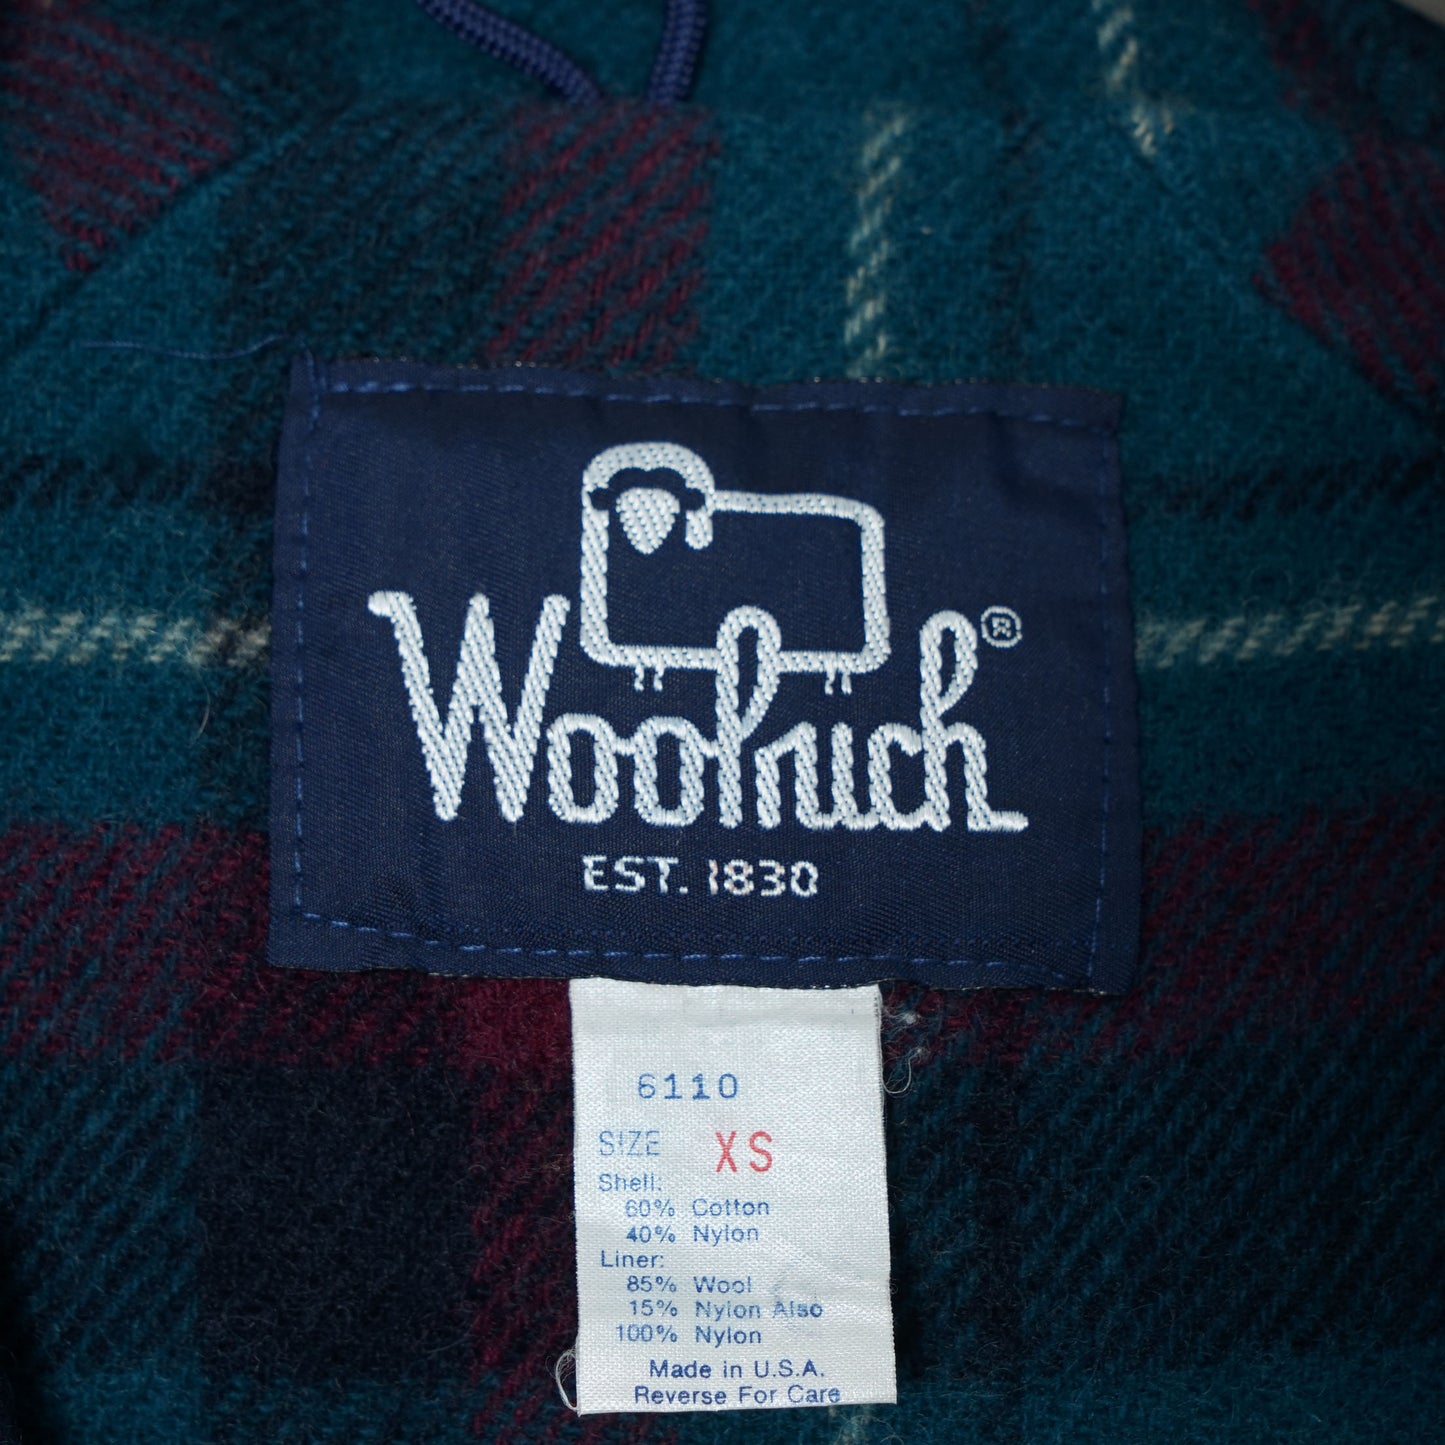 Woolrich®
EST. 1830
6110
SIZE XS
Shell:
60% Cotton
40% Nylon
Liner:
85% Wool
15% Nylon Also
100% Nylon
Made in U.S.A.
Reverse For Care